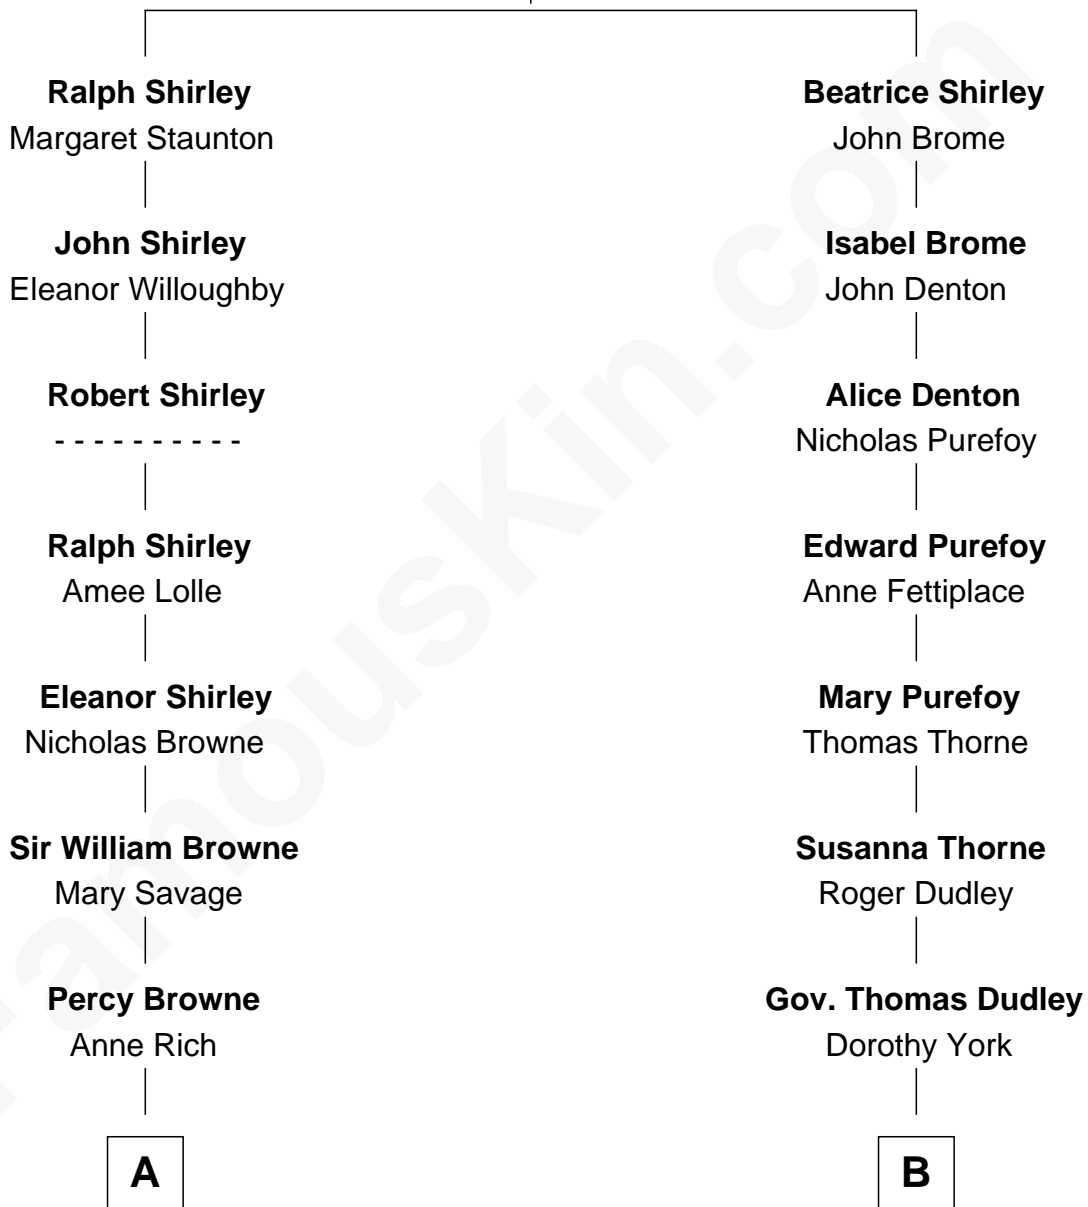 Ralph Shirley
Margaret Staunton
John Shirley
Eleanor Willoughby
Robert Shirley
- - - - - - - - - -
Ralph Shirley
Amee Lolle
Eleanor Shirley
Nicholas Browne
Sir William Browne
Mary Savage
Percy Browne
Anne Rich
A
Beatrice Shirley
John Brome
Isabel Brome
John Denton
Alice Denton
Nicholas Purefoy
Edward Purefoy
Anne Fettiplace
Mary Purefoy
Thomas Thorne
Susanna Thorne
Roger Dudley
Gov. Thomas Dudley
Dorothy York
B
FamousKin.com